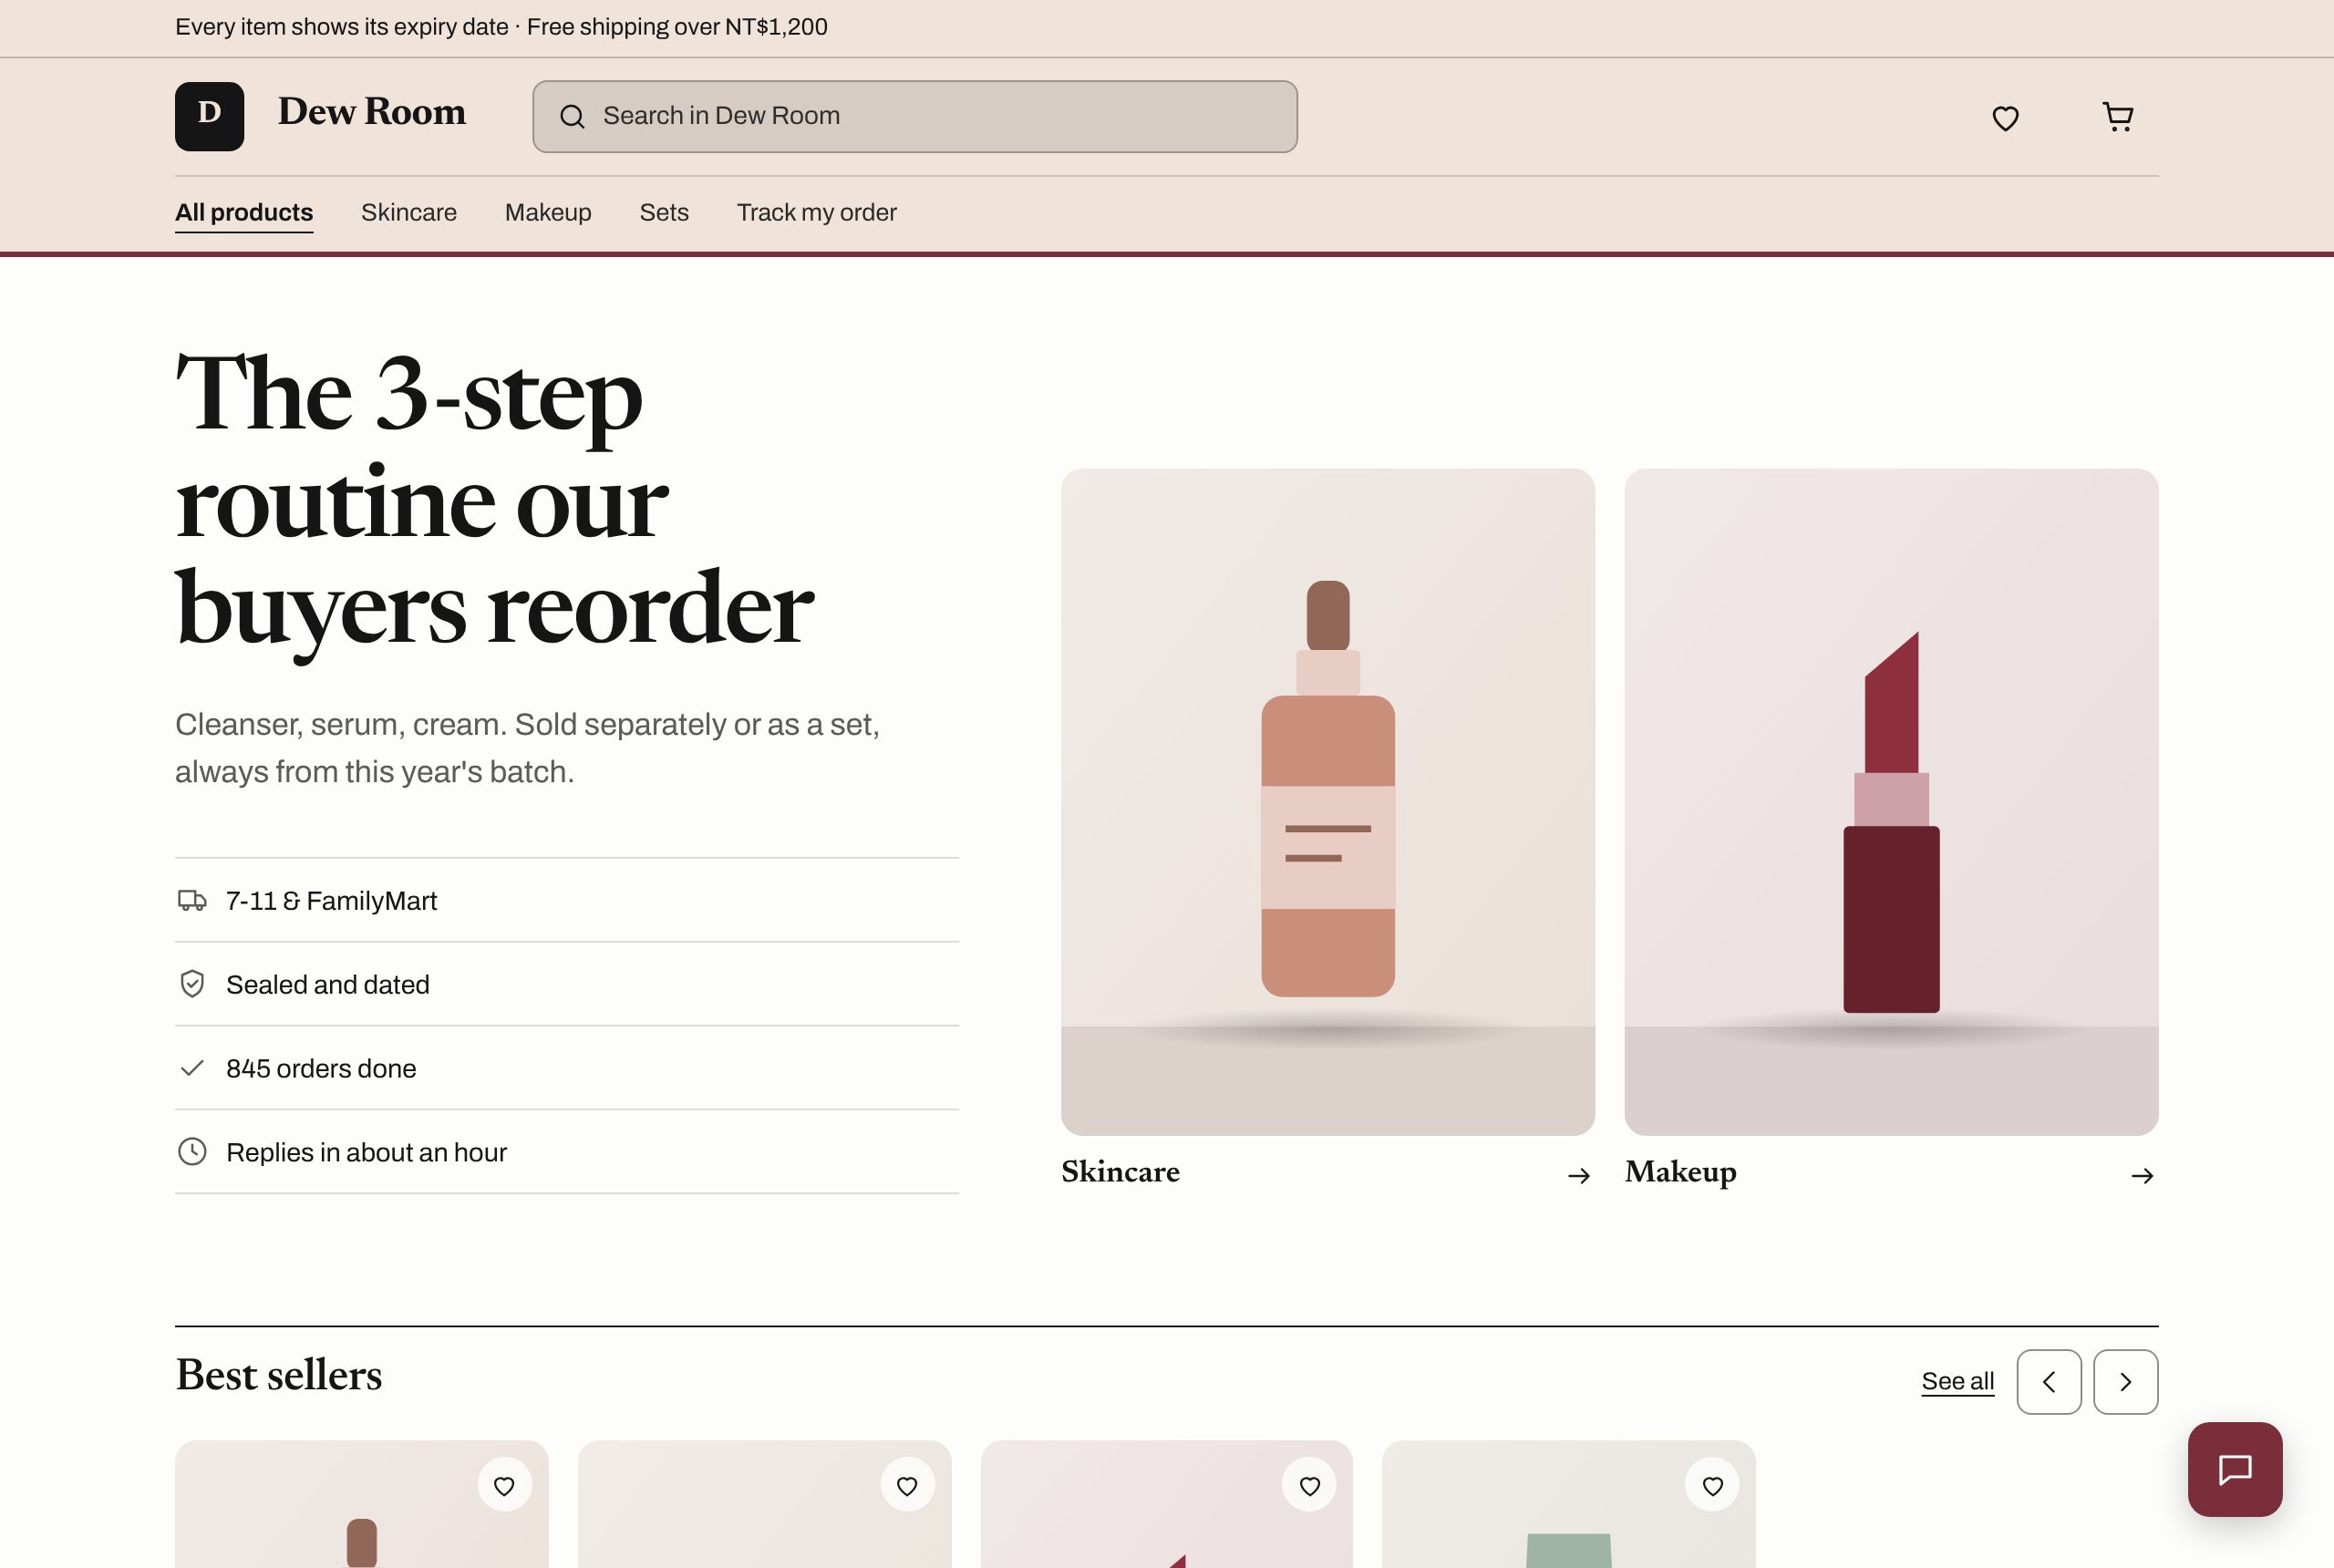 Every item shows its expiry date · Free shipping over NT$1,200
D
Dew Room
Search in Dew Room
All products
Skincare
Makeup
Sets
Track my order
The 3-step
routine our
buyers reorder
Cleanser, serum, cream. Sold separately or as a set,
always from this year's batch.
7-11 & FamilyMart
Sealed and dated
845 orders done
Replies in about an hour
Skincare
Makeup
Best sellers
See all